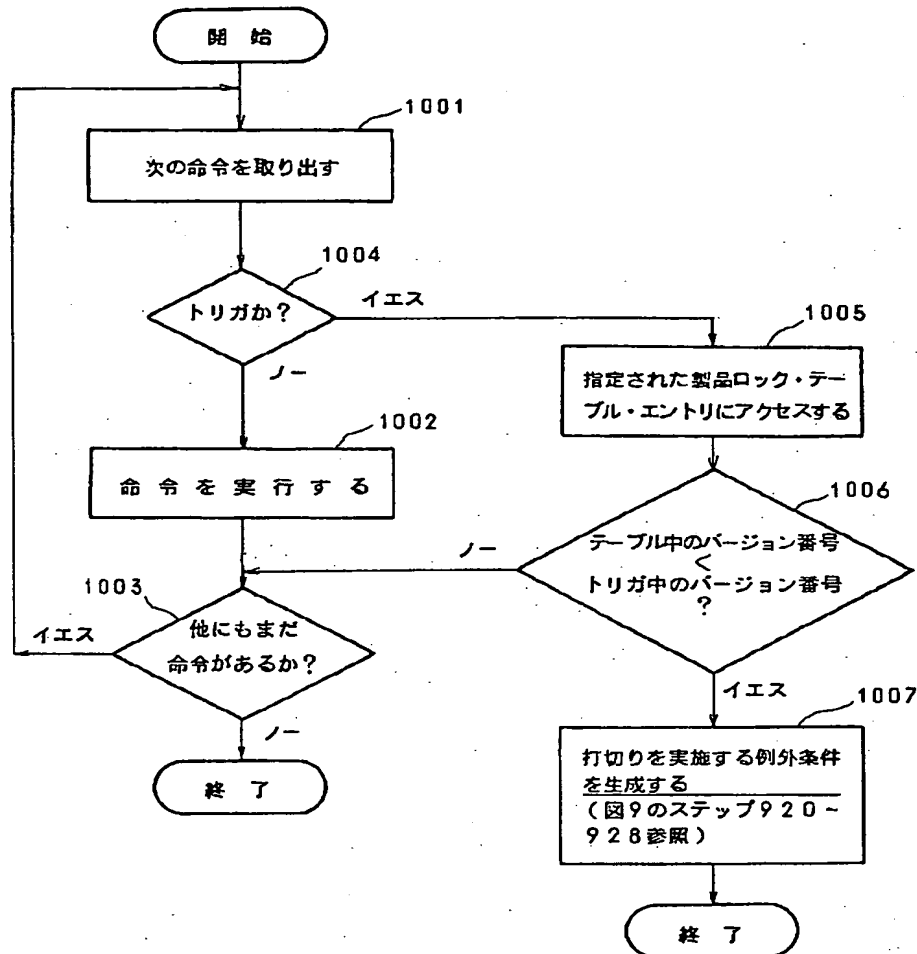 開始
1001
次の命令を取り出す
1004
トリガか?
イエス
ノー
1005
指定された製品ロック・テー
ブル・エントリにアクセスする
1002
命令を実行する
1006
テーブル中のバージョン番号
<
トリガ中のバージョン番号
?
ノー
イエス
1003
他にもまだ
命令があるか?
イエス
ノー
終了
1007
打切りを実施する例外条件
を生成する
(図9のステップ920~
928参照)
終了